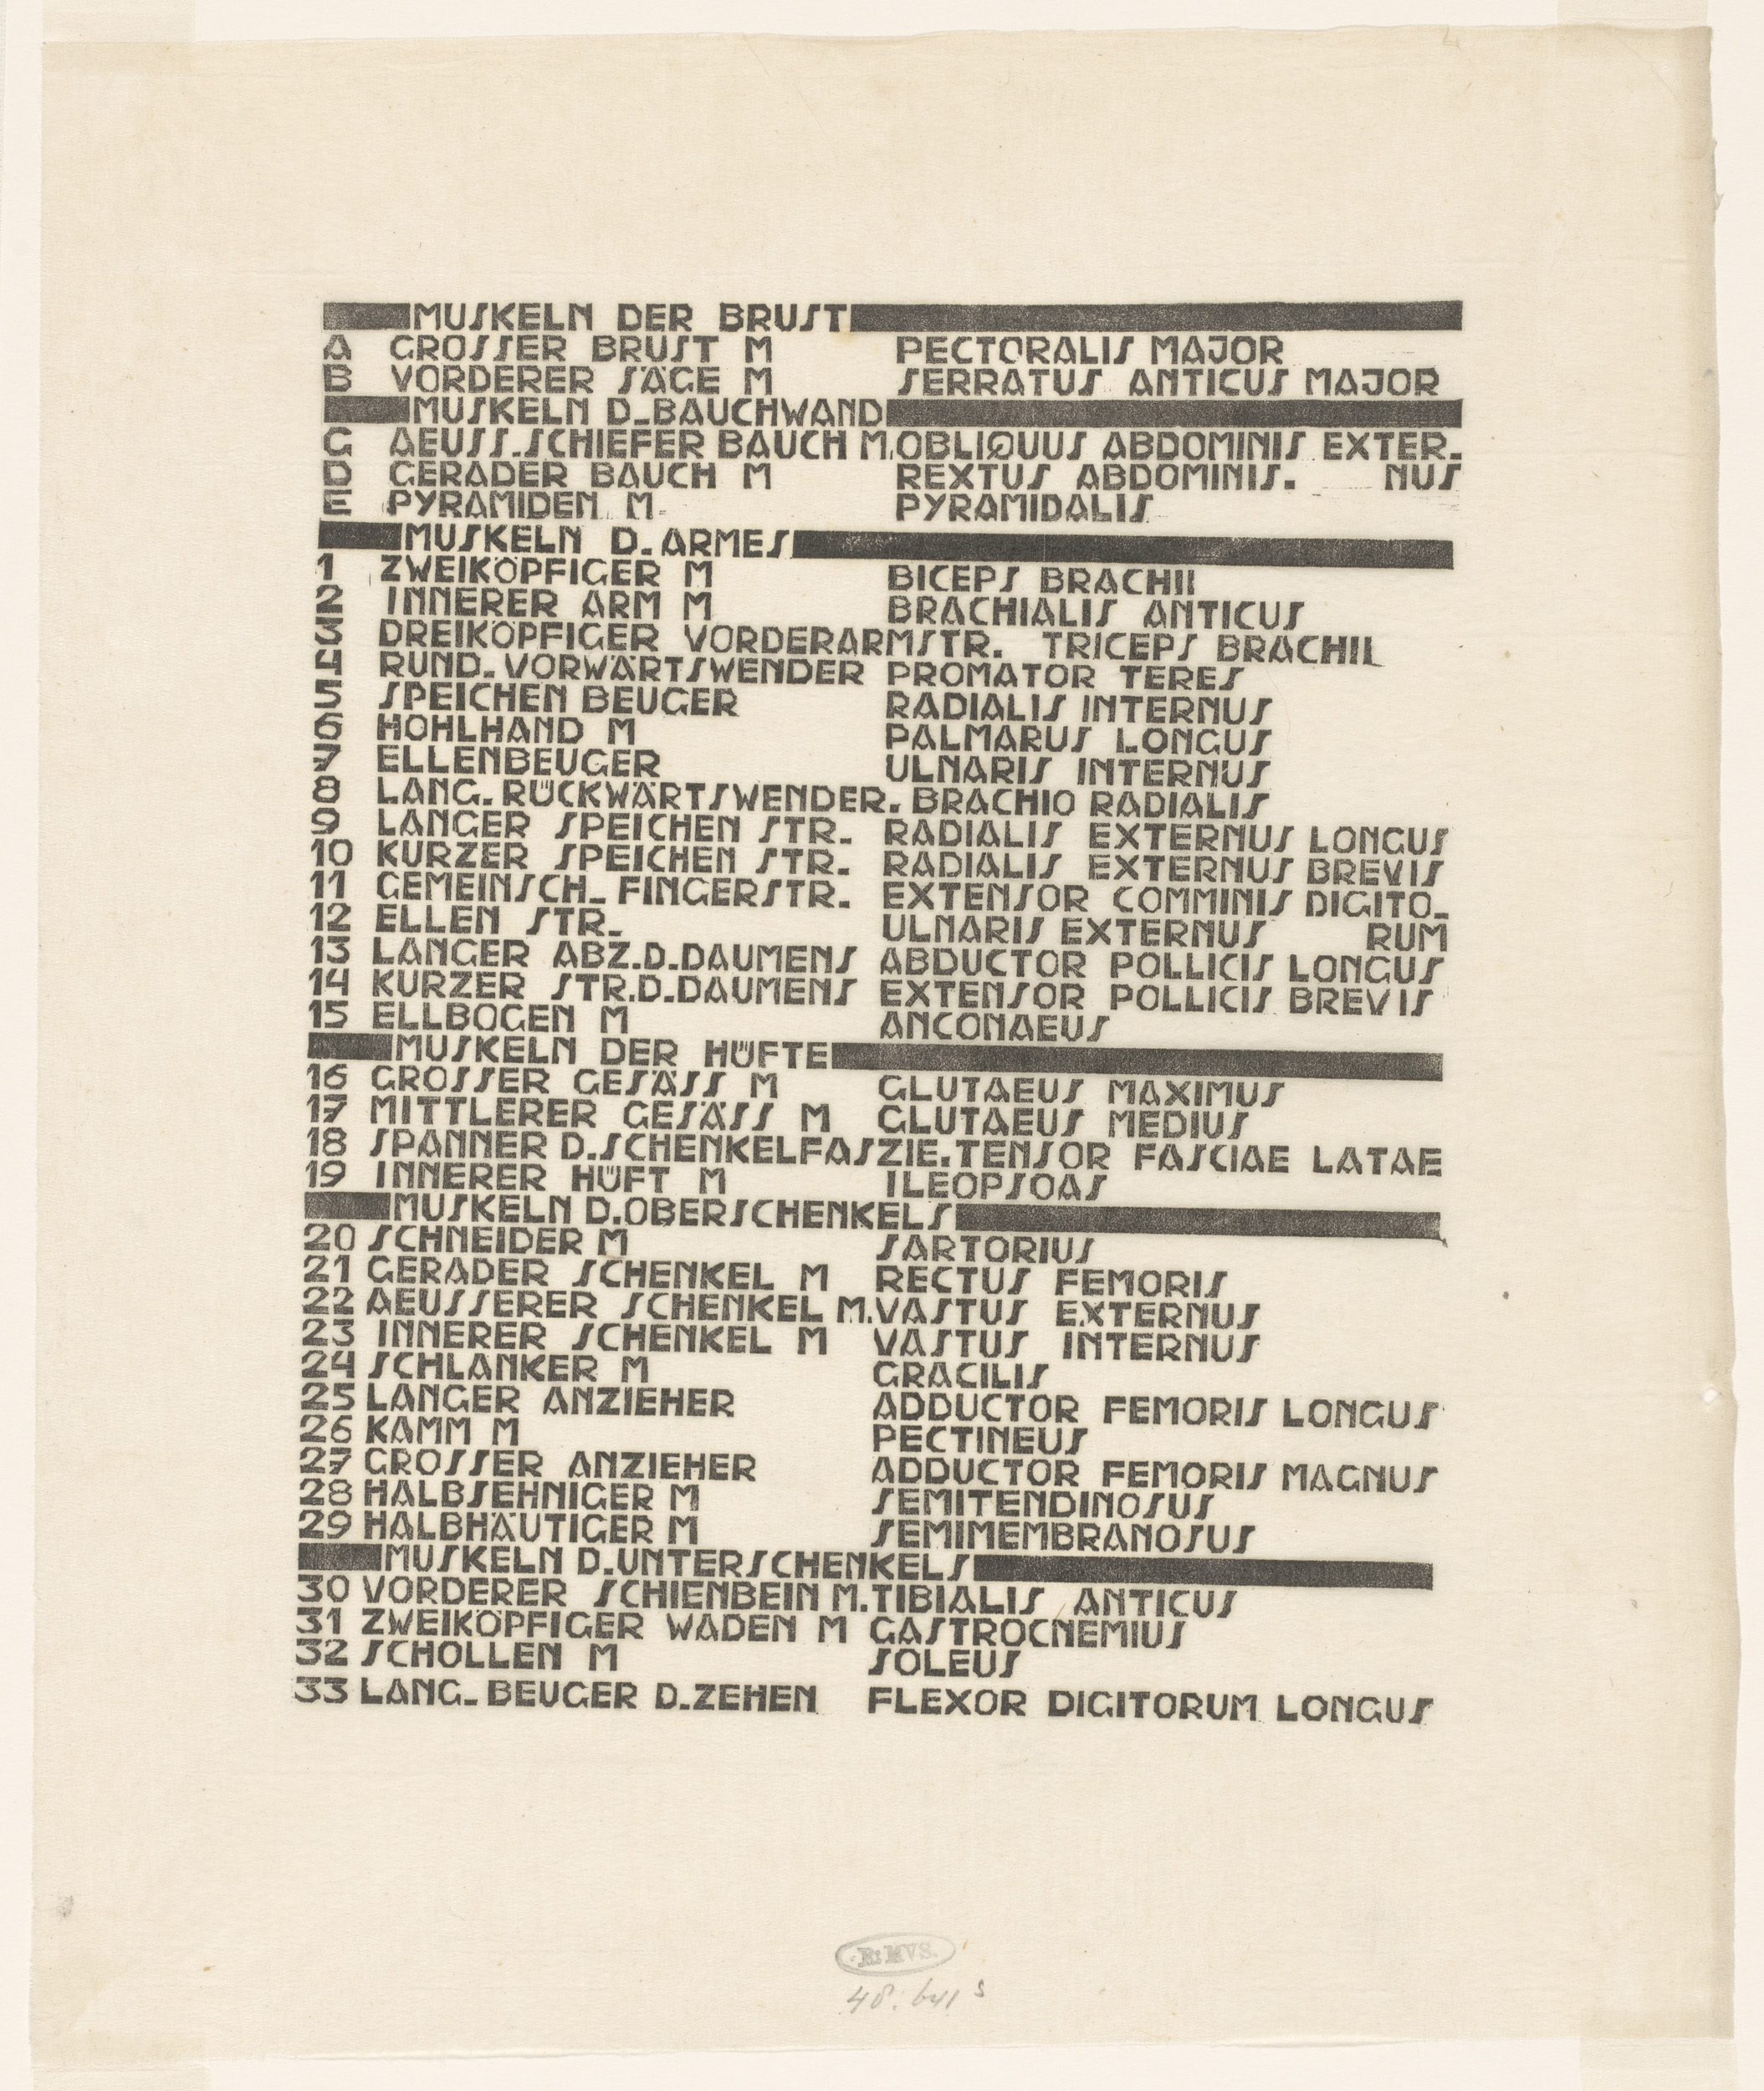 MUSKELN DER BRUST
A GROSSER BRUST M PECTORALIS MAJOR
B VORDERER SÄGE M SERRATUS ANTICUS MAJOR
MUSKELN D. BAUCHWAND
C AEUSS. SCHIEFER BAUCH M. OBLIQUUS ABDOMINIS EXTER-
D GERADER BAUCH M REXTUS ABDOMINIS. NUS
E PYRAMIDEN M. PYRAMIDALIS
MUSKELN D. ARMES
1 ZWEIKÖPFIGER M BICEPS BRACHII
2 INNERER ARM M BRACHIALIS ANTICUS
3 DREIKÖPFIGER VORDERARMSTR. TRICEPS BRACHII
4 RUND. VORWÄRTSWENDER PROMATOR TERES
5 SPEICHEN BEUGER RADIALIS INTERNUS
6 HOHLHAND M PALMARUS LONGUS
7 ELLENBEUGER ULNARIS INTERNUS
8 LANG. RÜCKWÄRTSWENDER. BRACHIO RADIALIS
9 LANGER SPEICHEN STR. RADIALIS EXTERNUS LONGUS
10 KURZER SPEICHEN STR. RADIALIS EXTERNUS BREVIS
11 GEMEINSCH. FINGERSTR. EXTENSOR COMMINIS DIGITO-
12 ELLEN STR. ULNARIS EXTERNUS RUM
13 LANGER ABZ.D.DAUMENS ABDUCTOR POLLICIS LONGUS
14 KURZER STR.D.DAUMENS EXTENSOR POLLICIS BREVIS
15 ELLBOGEN M ANCONAEUS
MUSKELN DER HÜFTE
16 GROSSER GESÄSS M GLUTAEUS MAXIMUS
17 MITTLERER GESÄSS M GLUTAEUS MEDIUS
18 SPANNER D.SCHENKELFASZIE. TENSOR FASCIAE LATAE
19 INNERER HÜFT M ILEOPSOAS
MUSKELN D.OBERSCHENKELS
20 SCHNEIDER M SARTORIUS
21 GERADER SCHENKEL M RECTUS FEMORIS
22 AEUSSERER SCHENKEL M. VASTUS EXTERNUS
23 INNERER SCHENKEL M VASTUS INTERNUS
24 SCHLANKER M GRACILIS
25 LANGER ANZIEHER ADDUCTOR FEMORIS LONGUS
26 KAMM M PECTINEUS
27 GROSSER ANZIEHER ADDUCTOR FEMORIS MAGNUS
28 HALBSEHNIGER M SEMITENDINOSUS
29 HALBHÄUTIGER M SEMIMEMBRANOSUS
MUSKELN D.UNTERSCHENKELS
30 VORDERER SCHIENBEIN M. TIBIALIS ANTICUS
31 ZWEIKÖPFIGER WADEN M GASTROCNEMIUS
32 SCHOLLEN M SOLEUS
33 LANG. BEUGER D. ZEHEN FLEXOR DIGITORUM LONGUS
R: MVS.